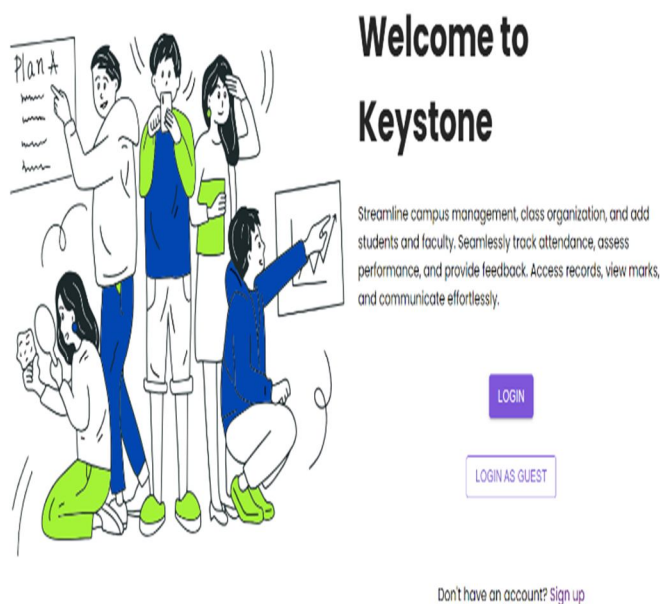 Plan A
Welcome to
Keystone
Streamline campus management, class organization, and add
students and faculty. Seamlessly track attendance, assess
performance, and provide feedback. Access records, view marks,
and communicate effortlessly.
LOGIN
LOGIN AS GUEST
Don't have an account? Sign up